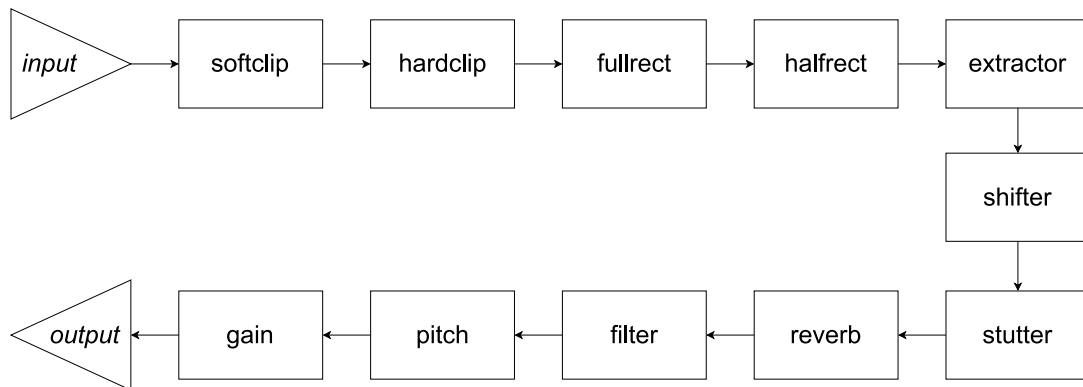 input
softclip
hardclip
fullrect
halfrect
extractor
shifter
stutter
reverb
filter
pitch
gain
output